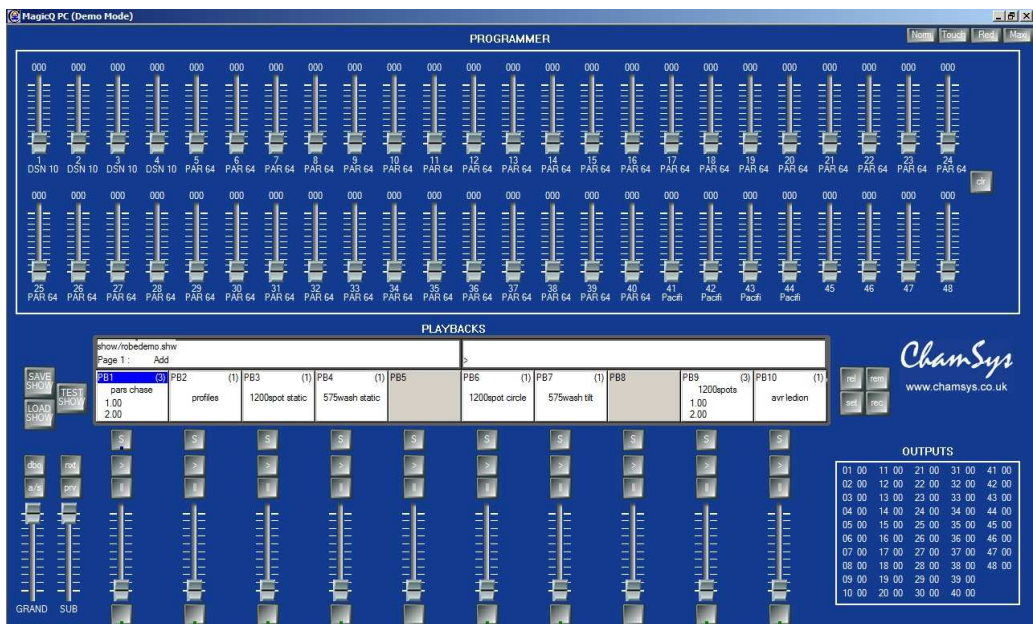 MagicQ PC (Demo Mode)
PROGRAMMER
Norm Touch Red Max
000 000 000 000 000 000 000 000 000 000 000 000 000 000 000 000 000 000 000 000 000 000 000 000
1 2 3 4 5 6 7 8 9 10 11 12 13 14 15 16 17 18 19 20 21 22 23 24
DSN 10 DSN 10 DSN 10 DSN 10 PAR 64 PAR 64 PAR 64 PAR 64 PAR 64 PAR 64 PAR 64 PAR 64 PAR 64 PAR 64 PAR 64 PAR 64 PAR 64 PAR 64 PAR 64 PAR 64 PAR 64 PAR 64 PAR 64 PAR 64
clr
000 000 000 000 000 000 000 000 000 000 000 000 000 000 000 000 000 000 000 000 000 000 000 000
25 26 27 28 29 30 31 32 33 34 35 36 37 38 39 40 41 42 43 44 45 46 47 48
PAR 64 PAR 64 PAR 64 PAR 64 PAR 64 PAR 64 PAR 64 PAR 64 PAR 64 PAR 64 PAR 64 PAR 64 PAR 64 PAR 64 PAR 64 PAR 64 Pacifi Pacifi Pacifi Pacifi
PLAYBACKS
show/robedemo.shw
Page 1 : Add
>
SAVE SHOW
TEST SHOW
LOAD SHOW
PB1 (3) PB2 (1) PB3 (1) PB4 (1) PB5 PB6 (1) PB7 (1) PB8 PB9 (3) PB10 (1)
pars chase profiles 1200spot static 575wash static 1200spot circle 575wash tilt 1200spots avr ledion
1.00 1.00
2.00 2.00
ChamSys
www.chamsys.co.uk
rel rem
set rec
S S S S S S S S S S
dbo nxt > > > > > > > > > >
a/s prv || || || || || || || || || ||
GRAND SUB
OUTPUTS
01 00 11 00 21 00 31 00 41 00
02 00 12 00 22 00 32 00 42 00
03 00 13 00 23 00 33 00 43 00
04 00 14 00 24 00 34 00 44 00
05 00 15 00 25 00 35 00 45 00
06 00 16 00 26 00 36 00 46 00
07 00 17 00 27 00 37 00 47 00
08 00 18 00 28 00 38 00 48 00
09 00 19 00 29 00 39 00
10 00 20 00 30 00 40 00